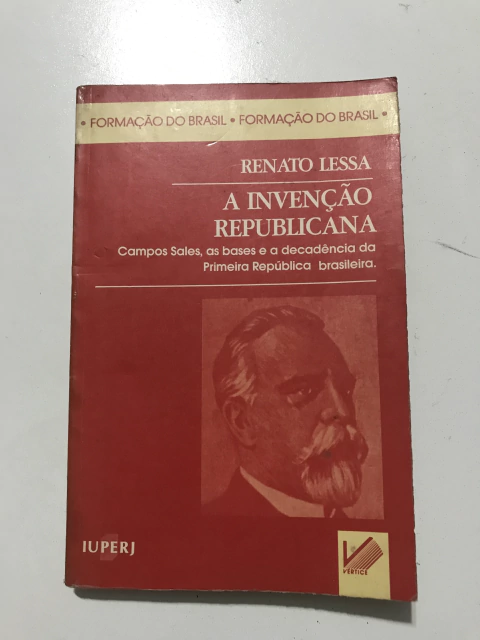 • FORMAÇÃO DO BRASIL • FORMAÇÃO DO BRASIL •
RENATO LESSA
A INVENÇÃO
REPUBLICANA
Campos Sales, as bases e a decadência da
Primeira República brasileira.
IUPERJ
VÉRTICE